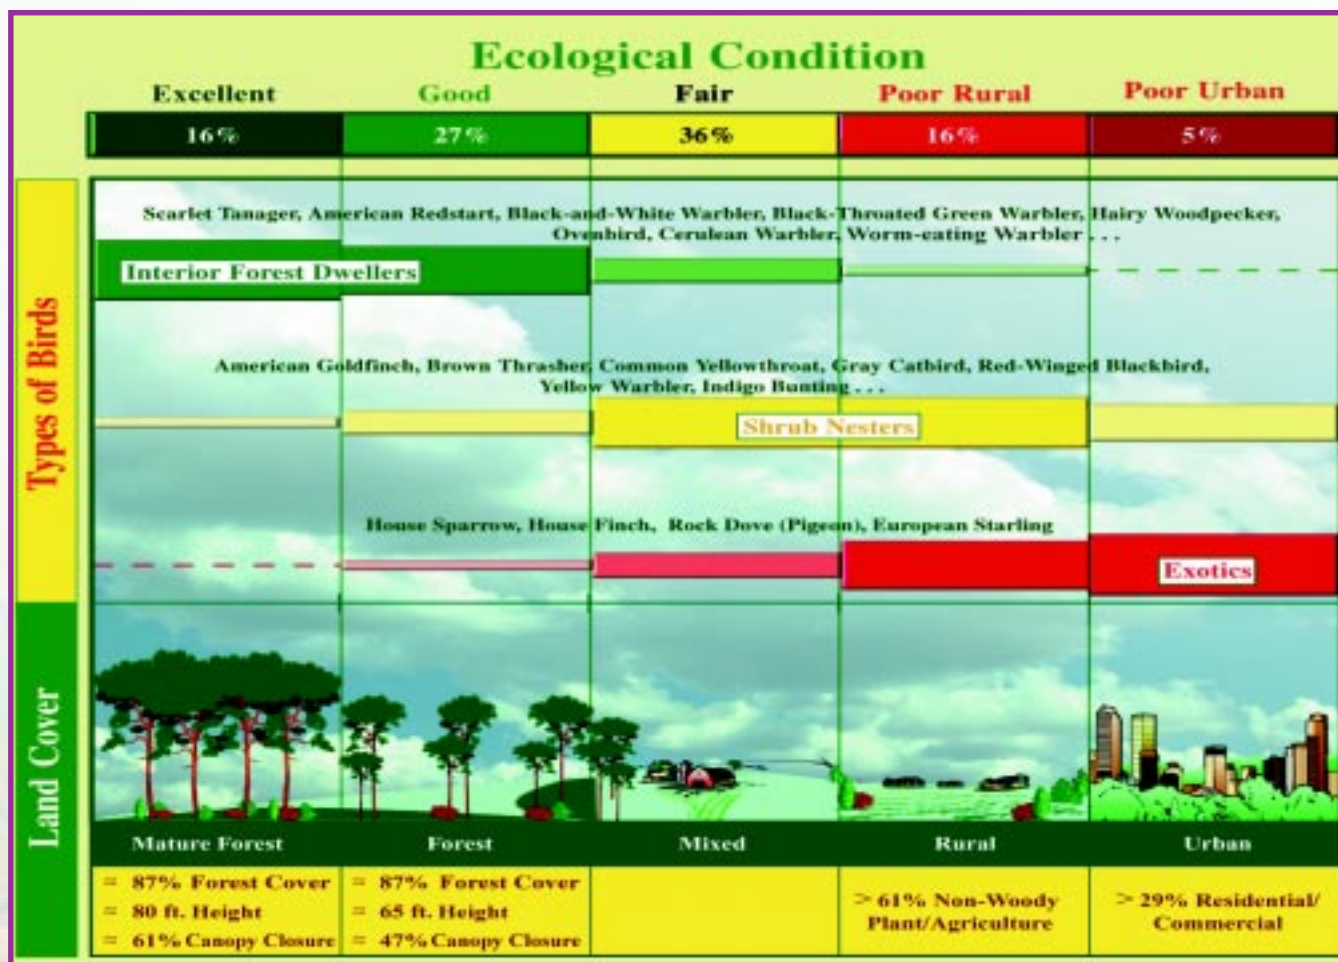 Ecological Condition
Excellent
Good
Fair
Poor Rural
Poor Urban
16%
27%
36%
16%
5%
Types of Birds
Scarlet Tanager, American Redstart, Black-and-White Warbler, Black-Throated Green Warbler, Hairy Woodpecker,
Ovenbird, Cerulean Warbler, Worm-eating Warbler . . .
Interior Forest Dwellers
American Goldfinch, Brown Thrasher, Common Yellowthroat, Gray Catbird, Red-Winged Blackbird,
Yellow Warbler, Indigo Bunting . . .
Shrub Nesters
House Sparrow, House Finch, Rock Dove (Pigeon), European Starling
Exotics
Land Cover
Mature Forest
Forest
Mixed
Rural
Urban
= 87% Forest Cover
= 80 ft. Height
= 61% Canopy Closure
= 87% Forest Cover
= 65 ft. Height
= 47% Canopy Closure
> 61% Non-Woody
Plant/Agriculture
> 29% Residential/
Commercial